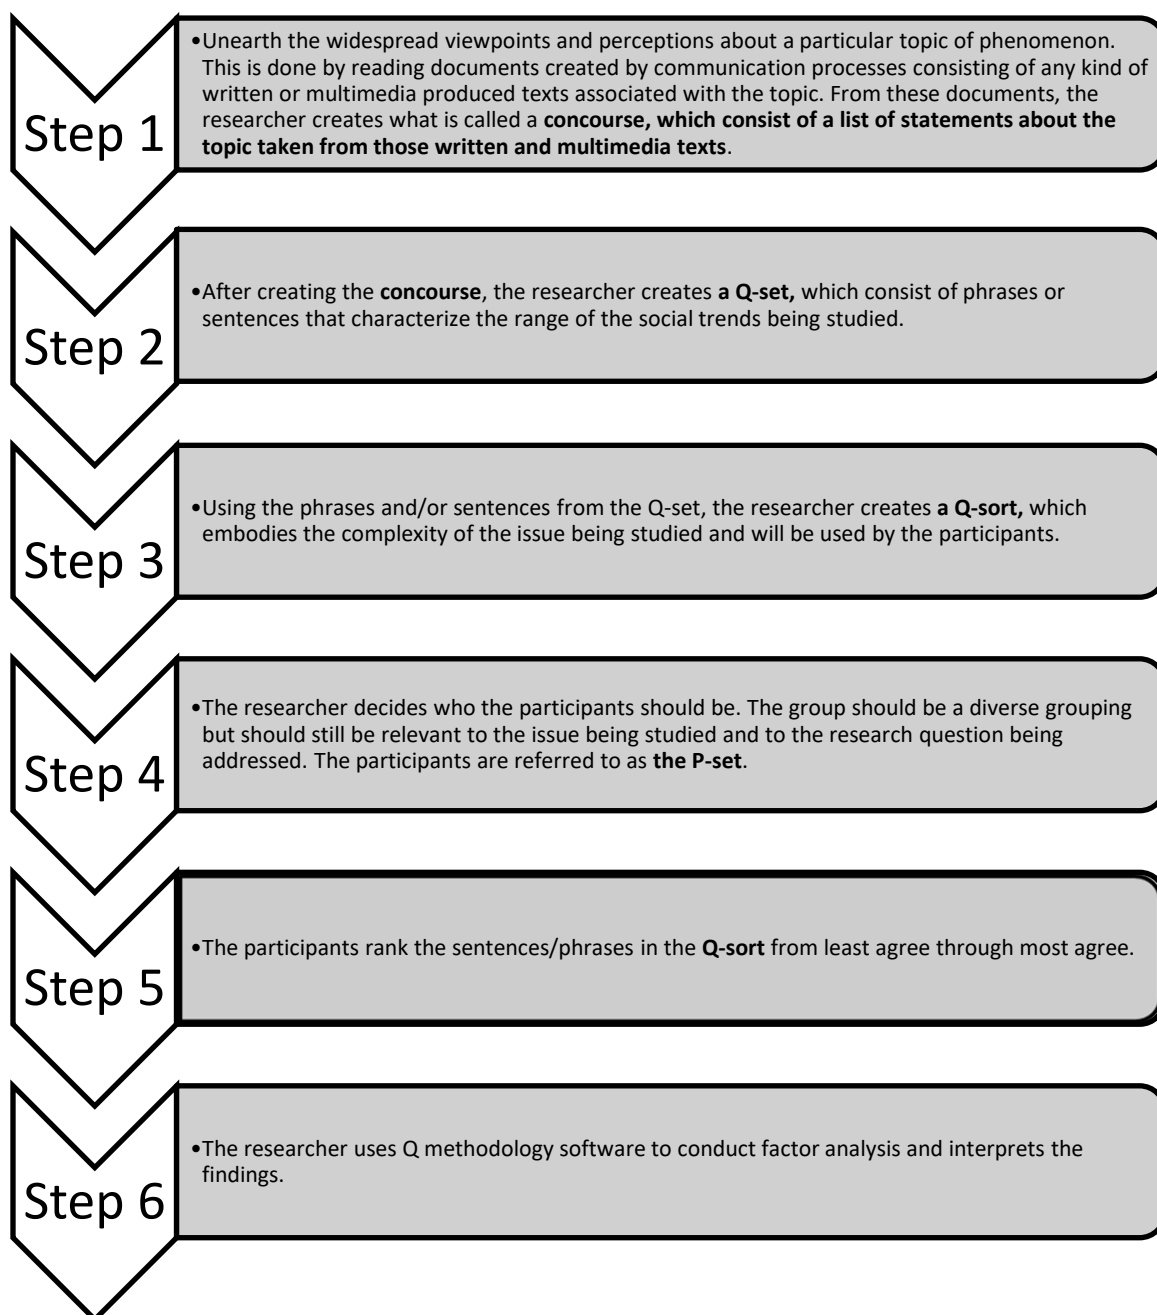 •Unearth the widespread viewpoints and perceptions about a particular topic of phenomenon.
This is done by reading documents created by communication processes consisting of any kind of
written or multimedia produced texts associated with the topic. From these documents, the
researcher creates what is called a concourse, which consist of a list of statements about the
topic taken from those written and multimedia texts.
Step 1
•After creating the concourse, the researcher creates a Q-set, which consist of phrases or
sentences that characterize the range of the social trends being studied.
Step 2
•Using the phrases and/or sentences from the Q-set, the researcher creates a Q-sort, which
embodies the complexity of the issue being studied and will be used by the participants.
Step 3
•The researcher decides who the participants should be. The group should be a diverse grouping
but should still be relevant to the issue being studied and to the research question being
addressed. The participants are referred to as the P-set.
Step 4
•The participants rank the sentences/phrases in the Q-sort from least agree through most agree.
Step 5
•The researcher uses Q methodology software to conduct factor analysis and interprets the
findings.
Step 6